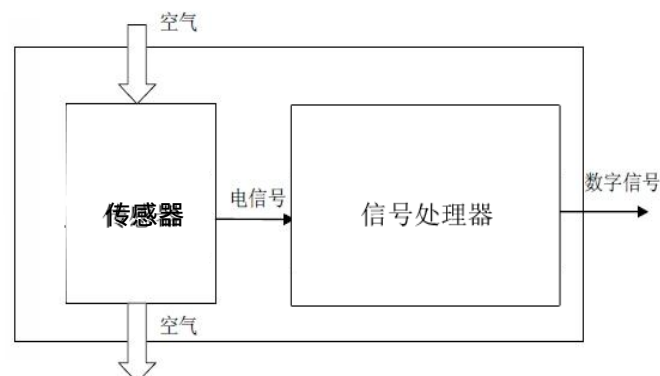 空气
传感器
电信号
信号处理器
数字信号
空气